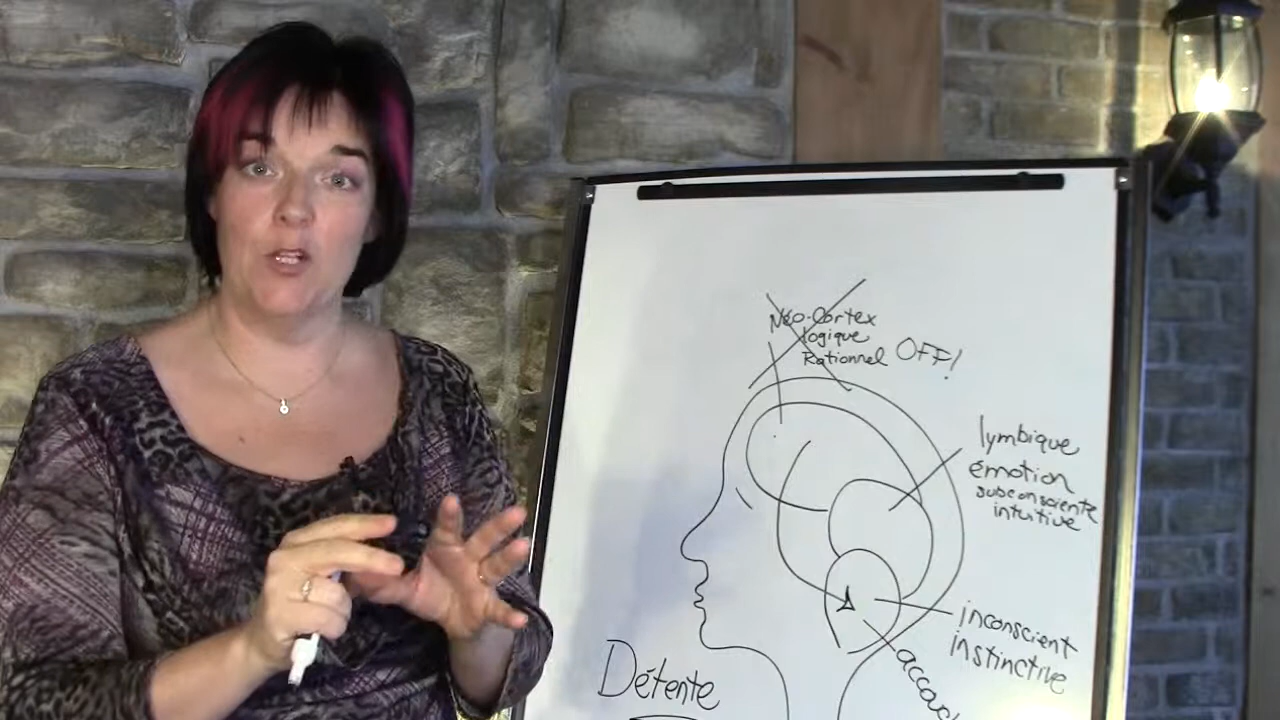 Néo-Cortex
logique
Rationnel OFF!
lymbique
émotion
subconsciente
intuitive
inconscient
instinctive
Détente